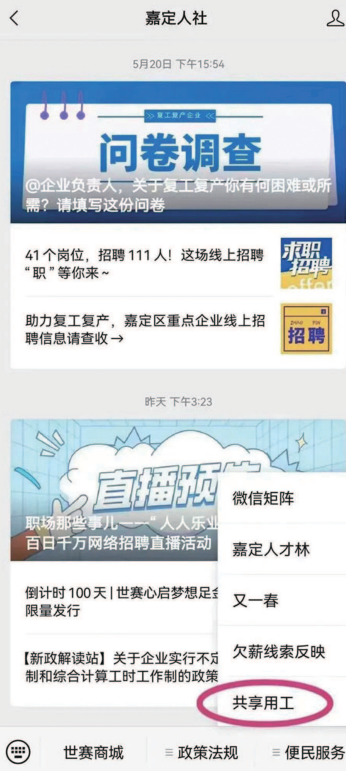 嘉定人社
5月20日 下午15:54
复工复产企业
问卷调查
@企业负责人，关于复工复产你有何困难或所
需？请填写这份问卷
41个岗位，招聘111人！这场线上招聘
“职”等你来~
求职
招聘
offer
助力复工复产，嘉定区重点企业线上招
聘信息请查收→
招聘
昨天 下午3:23
直播预
职场那些事儿——“人人乐业
百日千万网络招聘直播活动
倒计时100天|世赛心启梦想足金
限量发行
【新政解读站】关于企业实行不定
制和综合计算工时工作制的政策
微信矩阵
嘉定人才林
又一春
欠薪线索反映
共享用工
世赛商城
政策法规
便民服务